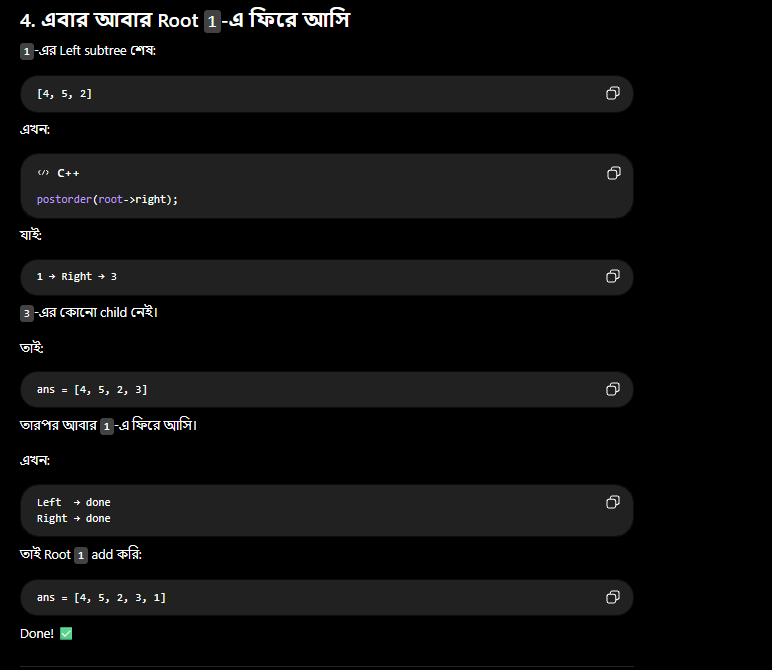 4. এবার আবার Root 1-এ ফিরে আসি
1-এর Left subtree শেষ:
[4, 5, 2]
এখন:
</> C++
postorder(root->right);
যাই:
1 → Right → 3
3-এর কোনো child নেই।
তাই:
ans = [4, 5, 2, 3]
তারপর আবার 1-এ ফিরে আসি।
এখন:
Left  → done
Right → done
তাই Root 1 add করি:
ans = [4, 5, 2, 3, 1]
Done! ✅